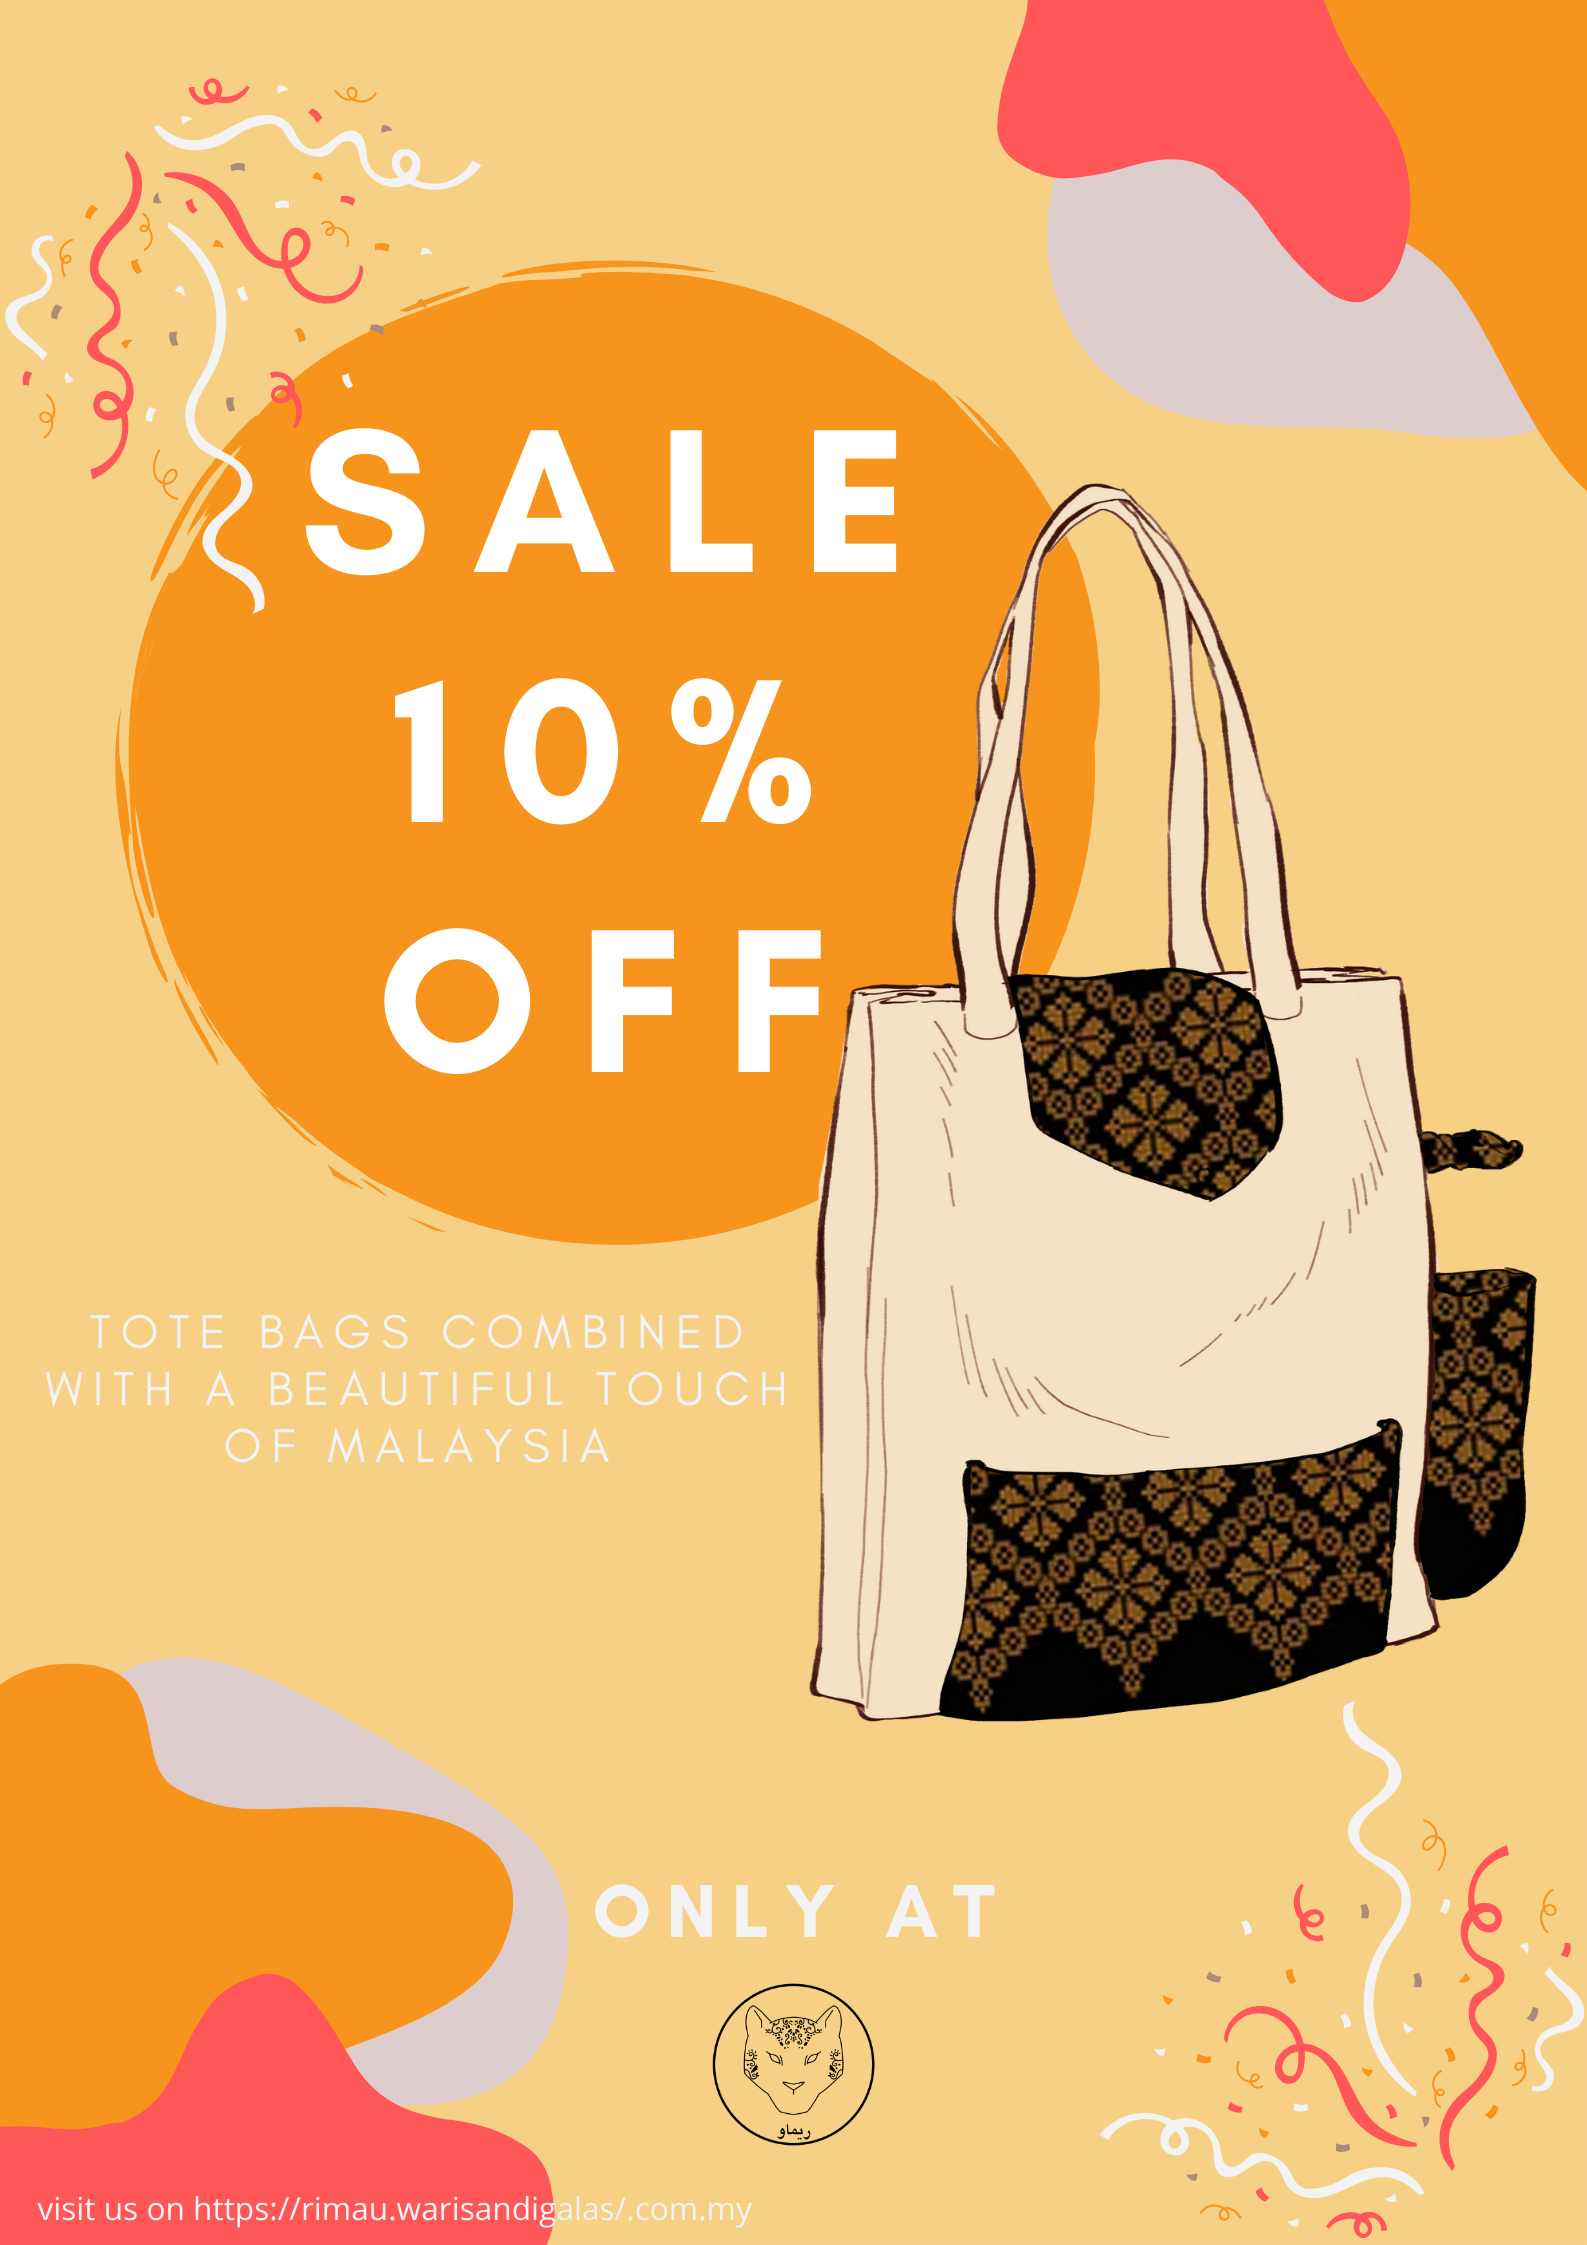 SALE
10%
OFF
TOTE BAGS COMBINED
WITH A BEAUTIFUL TOUCH
OF MALAYSIA
ONLY AT
ريماو
visit us on https://rimau.warisandigalas/.com.my